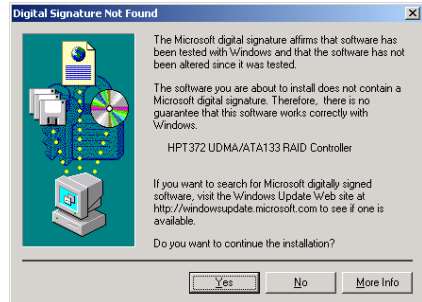 Digital Signature Not Found
The Microsoft digital signature affirms that software has
been tested with Windows and that the software has not
been altered since it was tested.
The software you are about to install does not contain a
Microsoft digital signature. Therefore, there is no
guarantee that this software works correctly with
Windows.
HPT372 UDMA/ATA133 RAID Controller
If you want to search for Microsoft digitally signed
software, visit the Windows Update Web site at
http://windowsupdate.microsoft.com to see if one is
available.
Do you want to continue the installation?
Yes No More Info